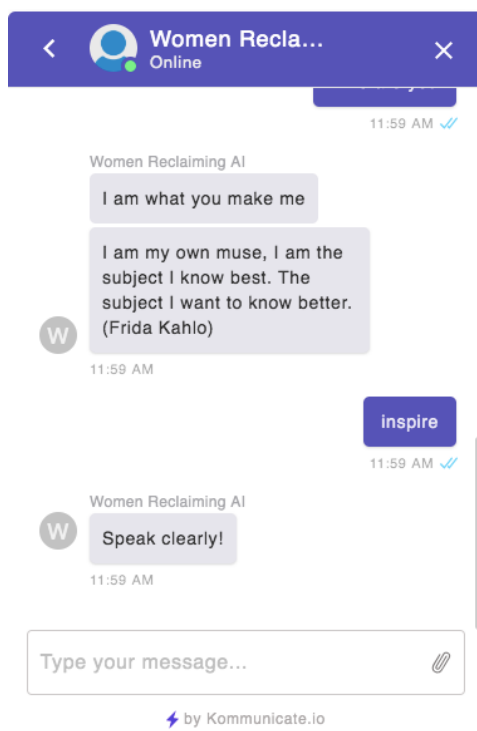 Women Recla...
Online
11:59 AM
Women Reclaiming AI
I am what you make me
I am my own muse, I am the
subject I know best. The
subject I want to know better.
(Frida Kahlo)
W
11:59 AM
inspire
11:59 AM
Women Reclaiming AI
W
Speak clearly!
11:59 AM
Type your message...
by Kommunicate.io